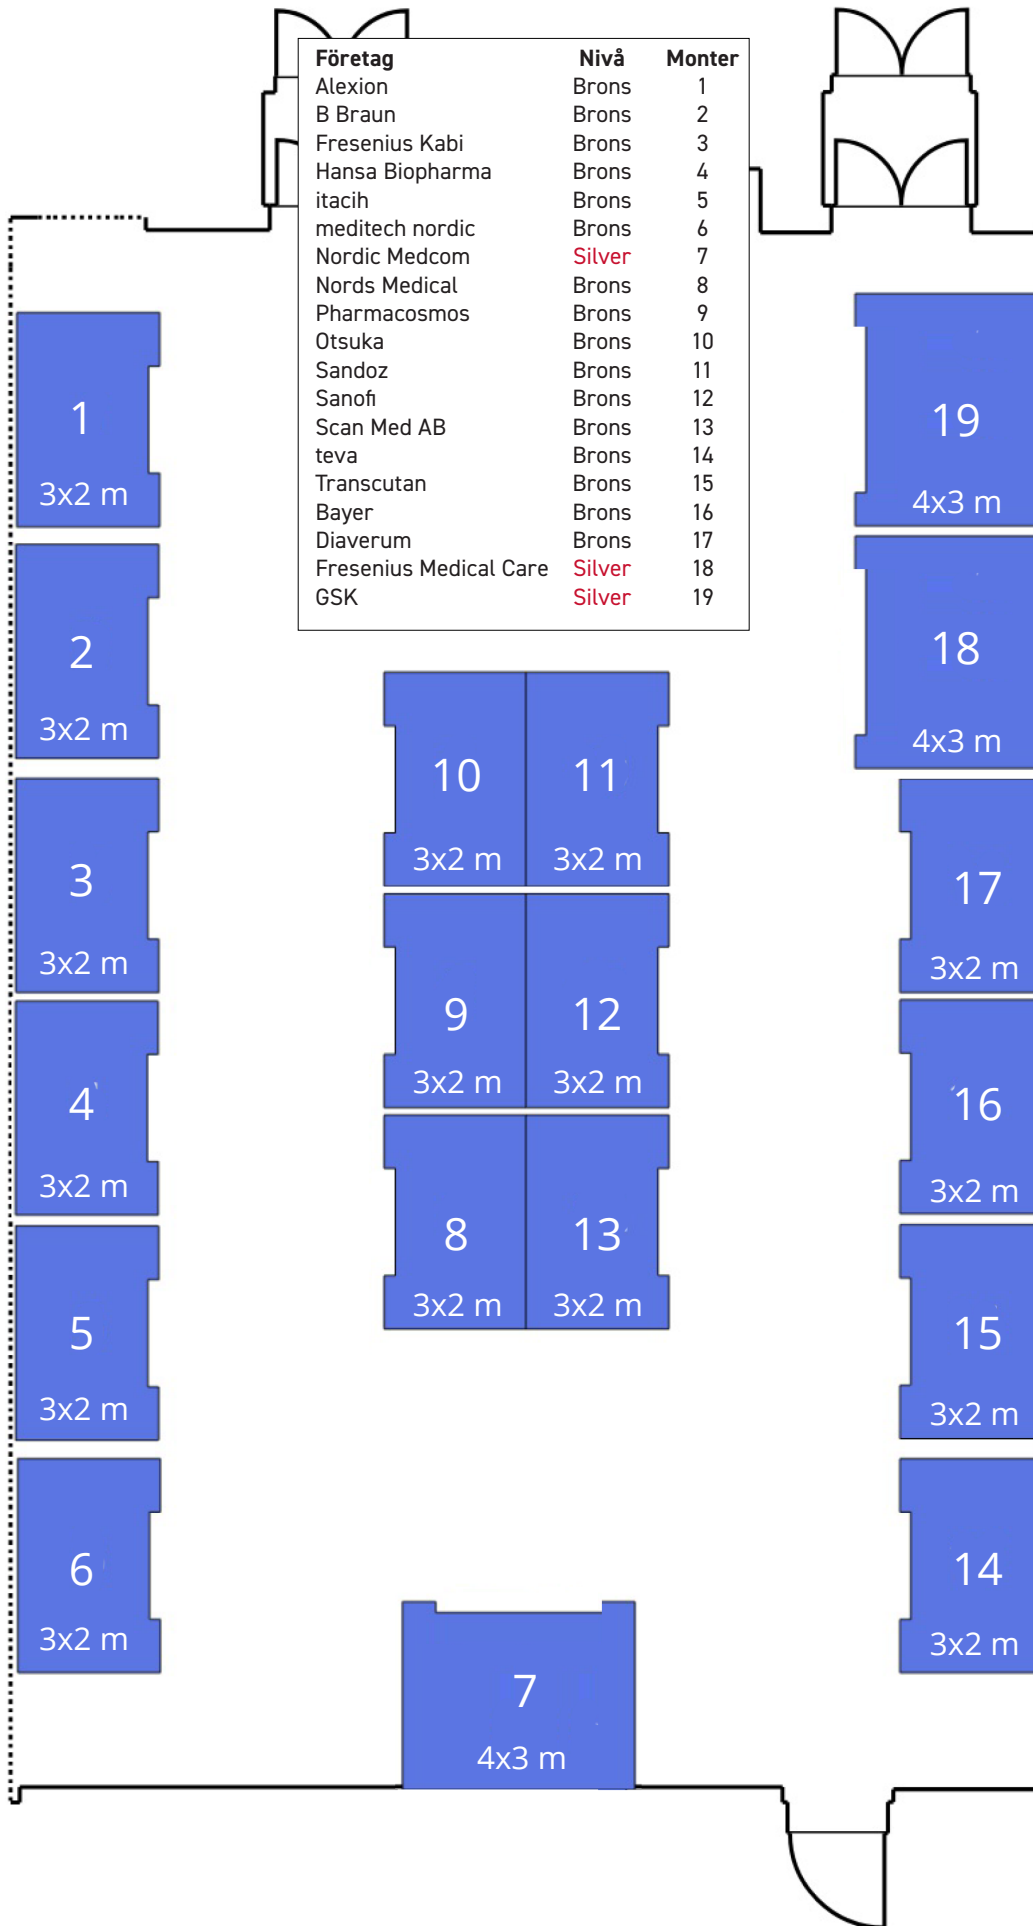 Företag Nivå Monter
Alexion Brons 1
B Braun Brons 2
Fresenius Kabi Brons 3
Hansa Biopharma Brons 4
itacih Brons 5
meditech nordic Brons 6
Nordic Medcom Silver 7
Nords Medical Brons 8
Pharmacosmos Brons 9
Otsuka Brons 10
Sandoz Brons 11
Sanofi Brons 12
Scan Med AB Brons 13
teva Brons 14
Transcutan Brons 15
Bayer Brons 16
Diaverum Brons 17
Fresenius Medical Care Silver 18
GSK Silver 19
1
3x2 m
2
3x2 m
3
3x2 m
4
3x2 m
5
3x2 m
6
3x2 m
10
3x2 m
11
3x2 m
9
3x2 m
12
3x2 m
8
3x2 m
13
3x2 m
7
4x3 m
19
4x3 m
18
4x3 m
17
3x2 m
16
3x2 m
15
3x2 m
14
3x2 m